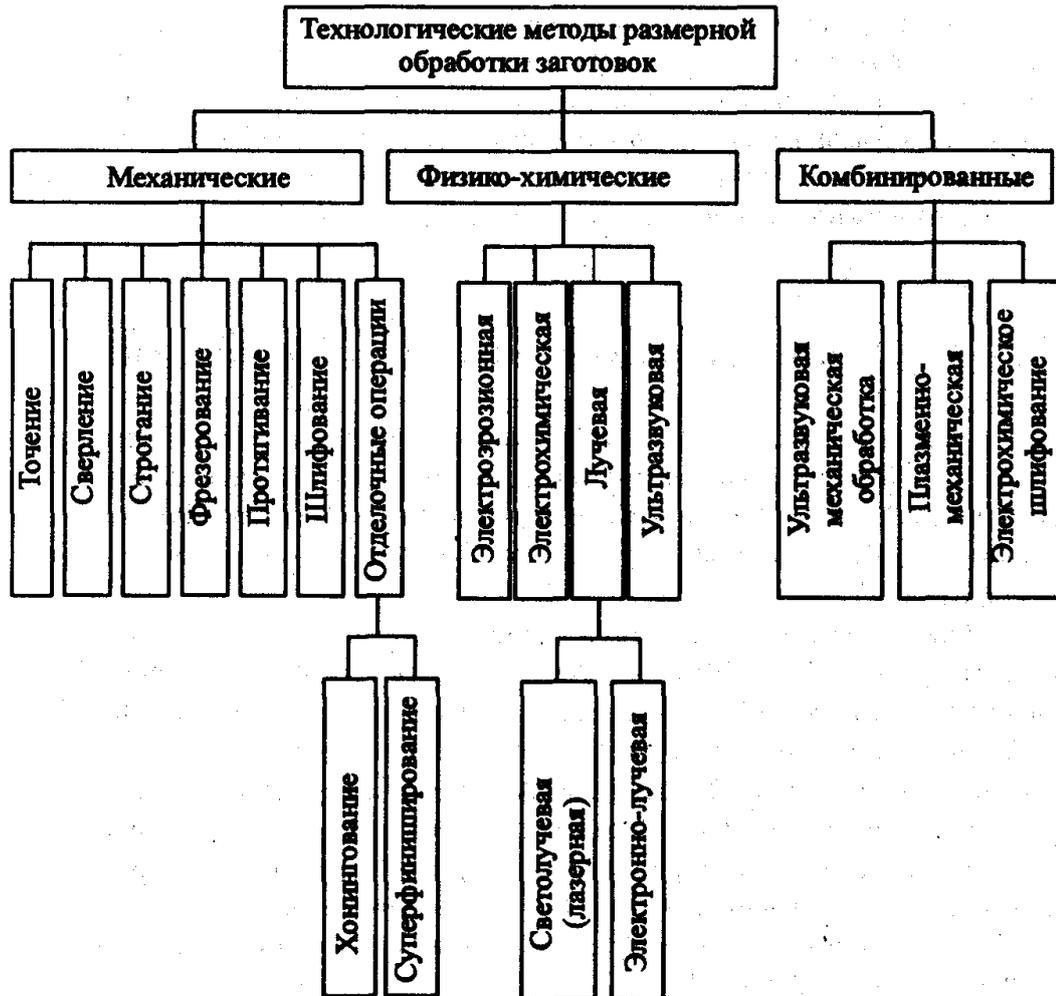 Технологические методы размерной
обработки заготовок
Механические
Физико-химические
Комбинированные
Точение
Сверление
Строгание
Фрезерование
Протягивание
Шлифование
Отделочные операции
Электроэрозионная
Электрохимическая
Лучевая
Ультразвуковая
Ультразвуковая
механическая
обработка
Плазменно-
механическая
Электрохимическое
шлифование
Хонингование
Суперфиниширование
Светолучевая
(лазерная)
Электронно-лучевая